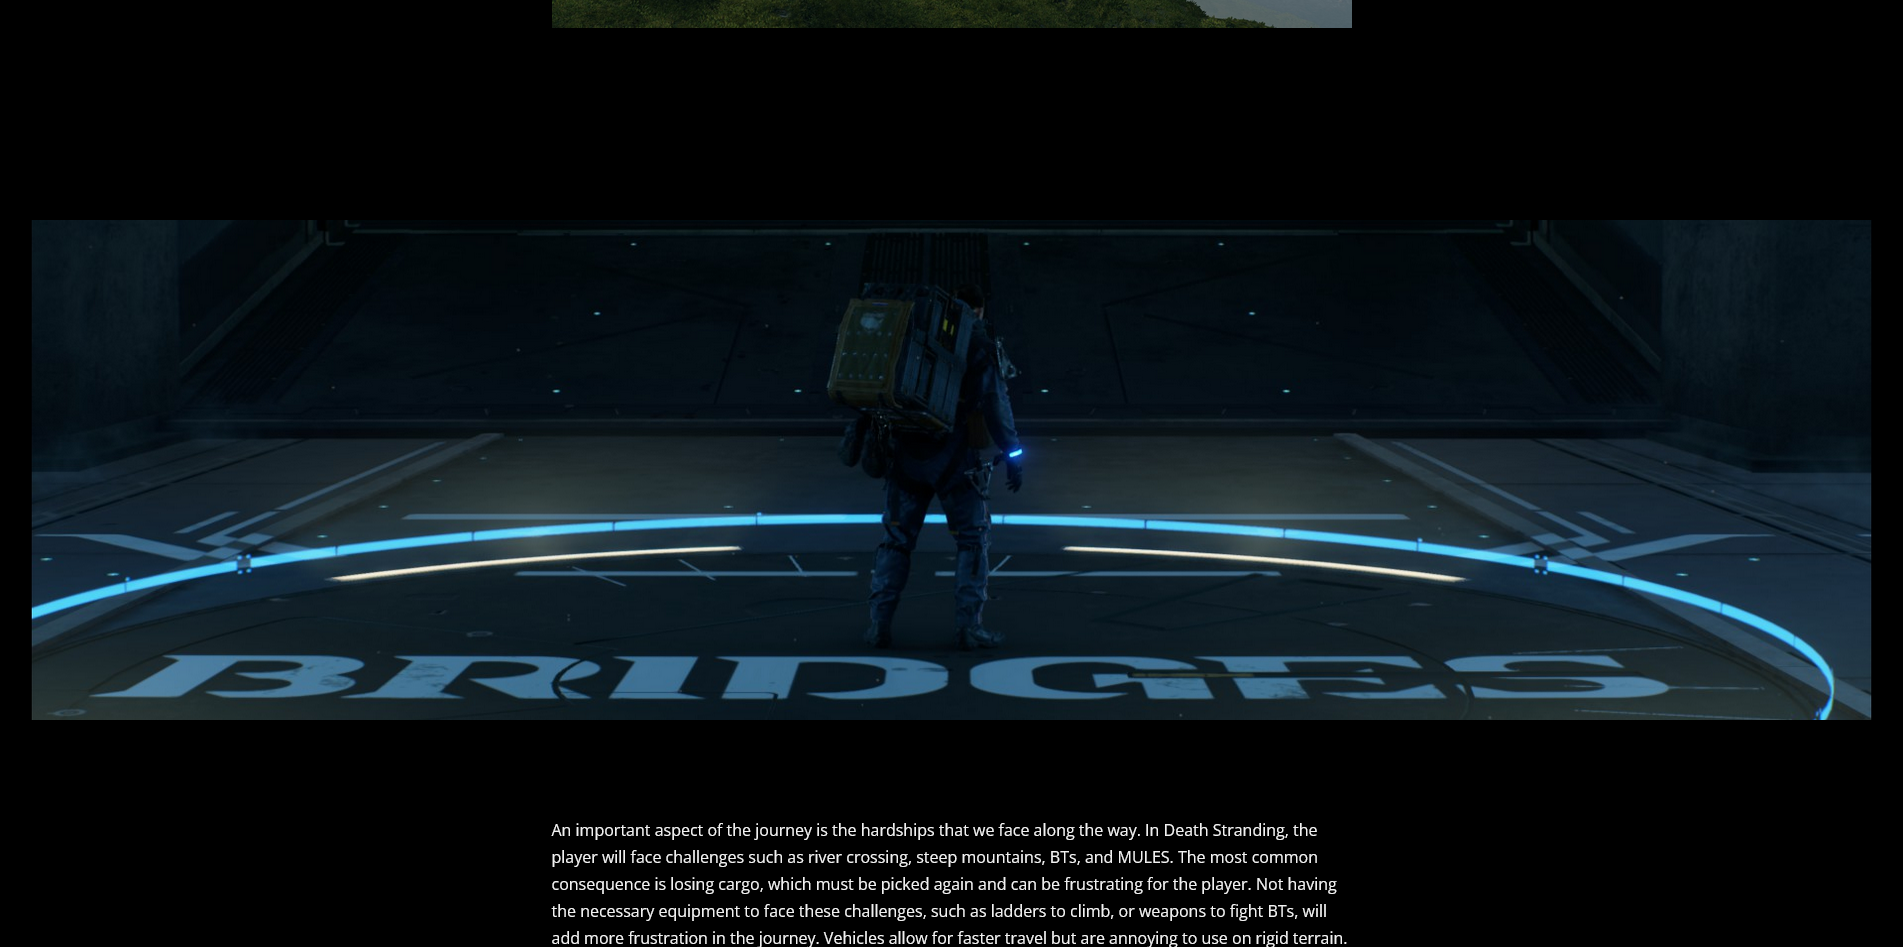 BRIDGES
An important aspect of the journey is the hardships that we face along the way. In Death Stranding, the
player will face challenges such as river crossing, steep mountains, BTs, and MULES. The most common
consequence is losing cargo, which must be picked again and can be frustrating for the player. Not having
the necessary equipment to face these challenges, such as ladders to climb, or weapons to fight BTs, will
add more frustration in the journey. Vehicles allow for faster travel but are annoying to use on rigid terrain.